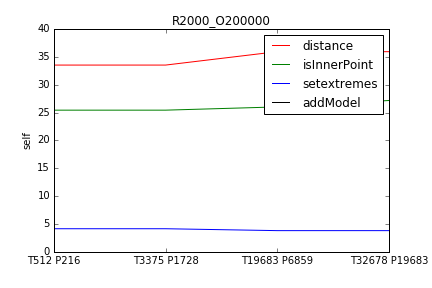 R2000_O200000
distance
isInnerPoint
setextremes
addModel
self
40
35
30
25
20
15
10
5
0
T512 P216 T3375 P1728 T19683 P6859 T32678 P19683